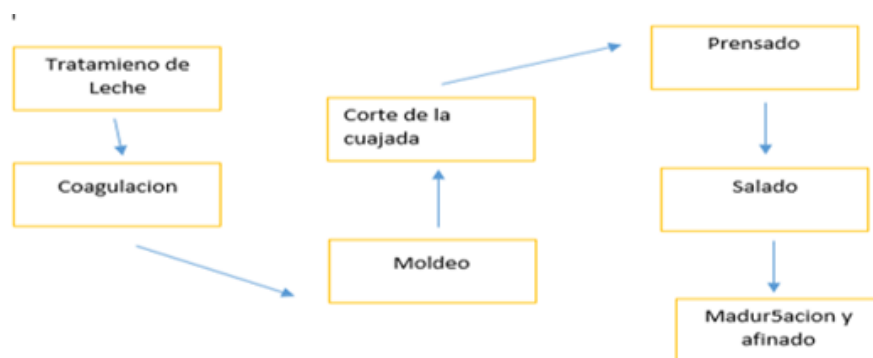 Tratamieno de
Leche
Coagulacion
Moldeo
Corte de la
cuajada
Prensado
Salado
Madur5acion y
afinado